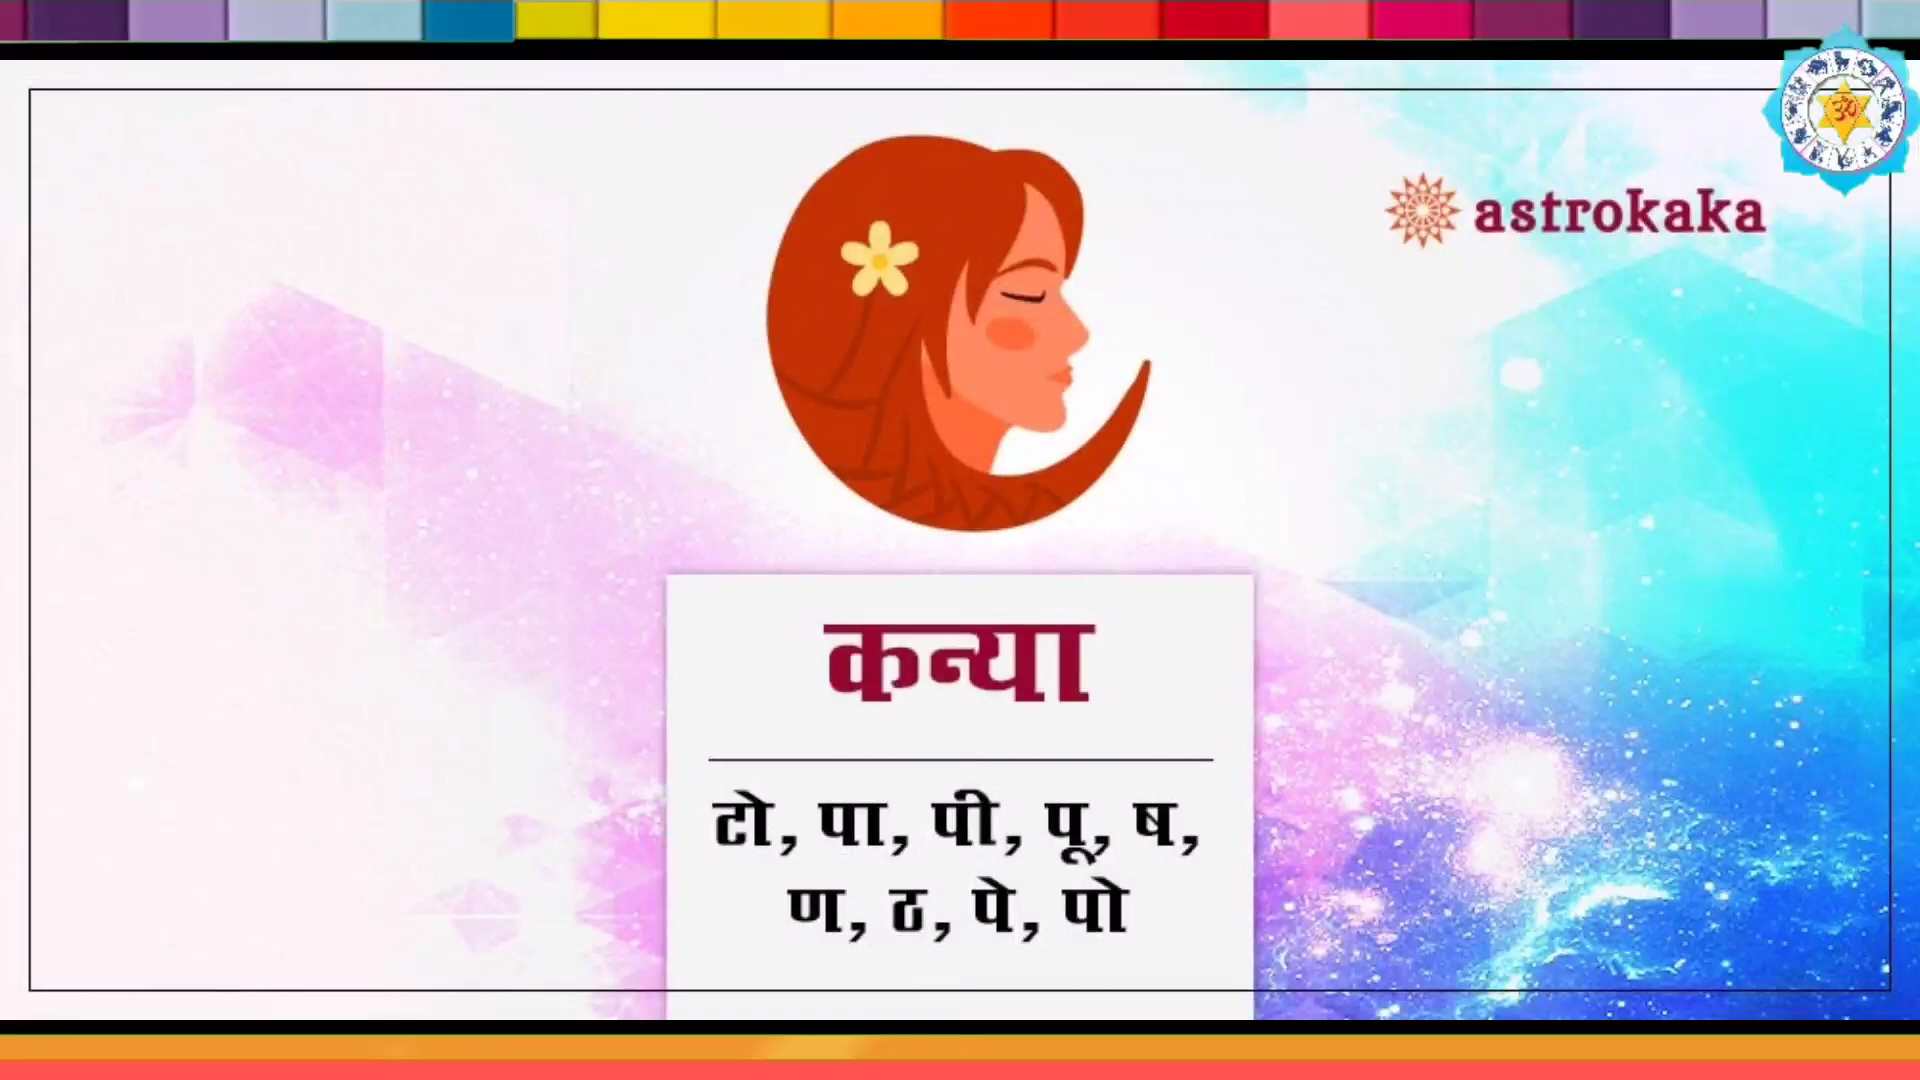 ॐ
astrokaka
कन्या
टो, पा, पी, पू, ष,
ण, ठ, पे, पो